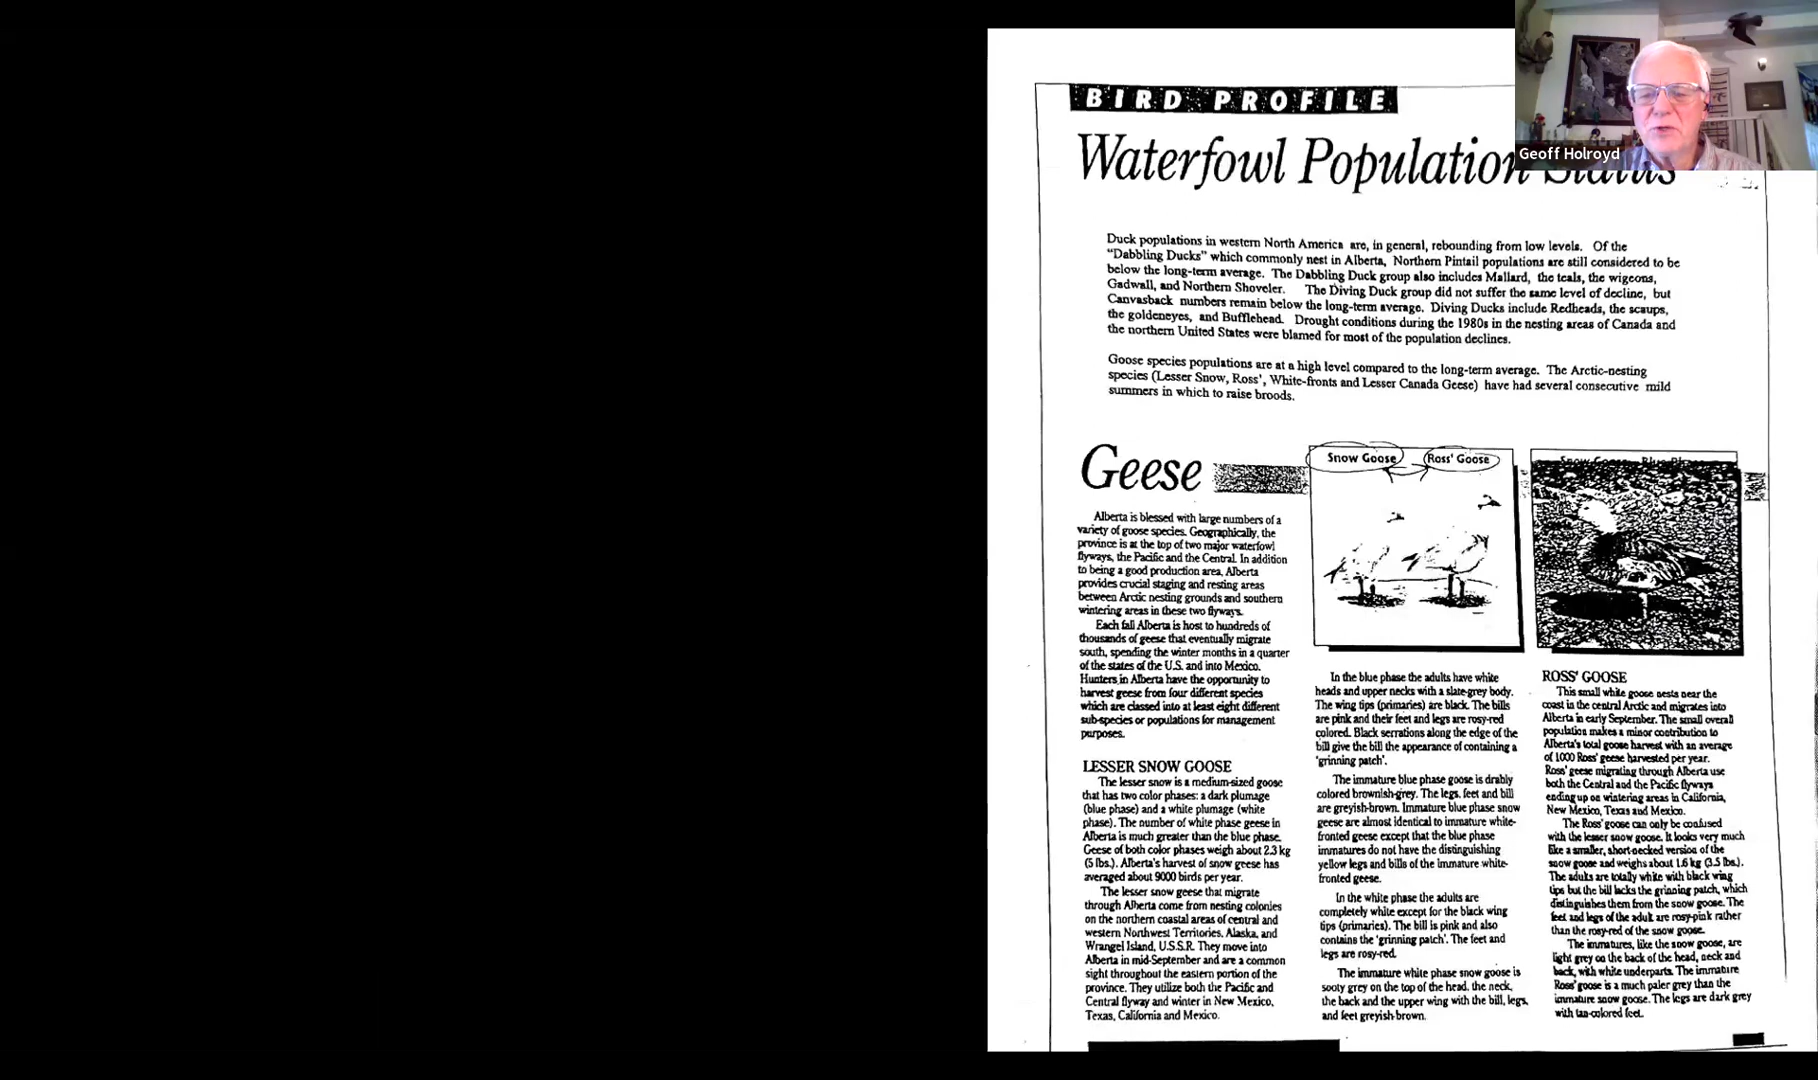 BIRD PROFILE
Waterfowl Population Status
Geoff Holroyd
Duck populations in western North America are, in general, rebounding from low levels. Of the
"Dabbling Ducks" which commonly nest in Alberta, Northern Pintail populations are still considered to be
below the long-term average. The Dabbling Duck group also includes Mallard, the teals, the wigeons,
Gadwall, and Northern Shoveler. The Diving Duck group did not suffer the same level of decline, but
Canvasback numbers remain below the long-term average. Diving Ducks include Redheads, the scaups,
the goldeneyes, and Bufflehead. Drought conditions during the 1980s in the nesting areas of Canada and
the northern United States were blamed for most of the population declines.
Goose species populations are at a high level compared to the long-term average. The Arctic-nesting
species (Lesser Snow, Ross', White-fronts and Lesser Canada Geese) have had several consecutive mild
summers in which to raise broods.
Geese
Alberta is blessed with large numbers of a
variety of goose species. Geographically, the
province is at the top of two major waterfowl
flyways, the Pacific and the Central. In addition
to being a good production area, Alberta
provides crucial staging and resting areas
between Arctic nesting grounds and southern
wintering areas in these two flyways.
Each fall Alberta is host to hundreds of
thousands of geese that eventually migrate
south, spending the winter months in a quarter
of the states of the U.S. and into Mexico.
Hunters in Alberta have the opportunity to
harvest geese from four different species
which are classed into at least eight different
sub-species or populations for management
purposes.
LESSER SNOW GOOSE
The lesser snow is a medium-sized goose
that has two color phases: a dark plumage
(blue phase) and a white plumage (white
phase). The number of white phase geese in
Alberta is much greater than the blue phase.
Geese of both color phases weigh about 2.3 kg
(5 lbs.). Alberta's harvest of snow geese has
averaged about 9000 birds per year.
The lesser snow geese that migrate
through Alberta come from nesting colonies
on the northern coastal areas of central and
western Northwest Territories, Alaska, and
Wrangel Island, U.S.S.R. They move into
Alberta in mid-September and are a common
sight throughout the eastern portion of the
province. They utilize both the Pacific and
Central flyway and winter in New Mexico,
Texas, California and Mexico.
Snow Goose Ross' Goose
In the blue phase the adults have white
heads and upper necks with a slate-grey body.
The wing tips (primaries) are black. The bills
are pink and their feet and legs are rosy-red
colored. Black serrations along the edge of the
bill give the bill the appearance of containing a
'grinning patch'.
The immature blue phase goose is drably
colored brownish-grey. The legs, feet and bill
are greyish-brown. Immature blue phase snow
geese are almost identical to immature white-
fronted geese except that the blue phase
immatures do not have the distinguishing
yellow legs and bills of the immature white-
fronted geese.
In the white phase the adults are
completely white except for the black wing
tips (primaries). The bill is pink and also
contains the 'grinning patch'. The feet and
legs are rosy-red.
The immature white phase snow goose is
sooty grey on the top of the head, the neck,
the back and the upper wing with the bill, legs,
and feet greyish-brown.
ROSS' GOOSE
This small white goose nests near the
coast in the central Arctic and migrates into
Alberta in early September. The small overall
population makes a minor contribution to
Alberta's total goose harvest with an average
of 1000 Ross' geese harvested per year.
Ross' geese migrating through Alberta use
both the Central and the Pacific flyways
ending up on wintering areas in California,
New Mexico, Texas and Mexico.
The Ross' goose can only be confused
with the lesser snow goose. It looks very much
like a smaller, short-necked version of the
snow goose and weighs about 1.6 kg (3.5 lbs.).
The adults are totally white with black wing
tips but the bill lacks the grinning patch, which
distinguishes them from the snow goose. The
feet and legs of the adult are rosy-pink rather
than the rosy-red of the snow goose.
The immatures, like the snow goose, are
light grey on the back of the head, neck and
back, with white underparts. The immature
Ross' goose is a much paler grey than the
immature snow goose. The legs are dark grey
with tan-colored feet.